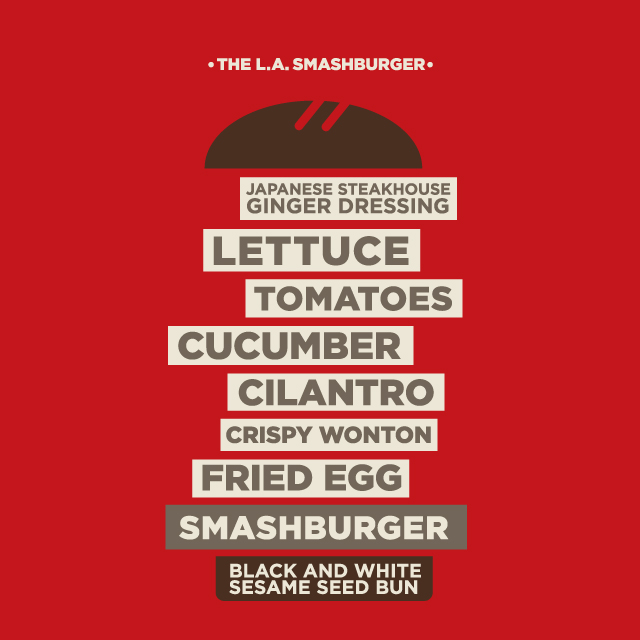 •THE L.A. SMASHBURGER•
JAPANESE STEAKHOUSE
GINGER DRESSING
LETTUCE
TOMATOES
CUCUMBER
CILANTRO
CRISPY WONTON
FRIED EGG
SMASHBURGER
BLACK AND WHITE
SESAME SEED BUN